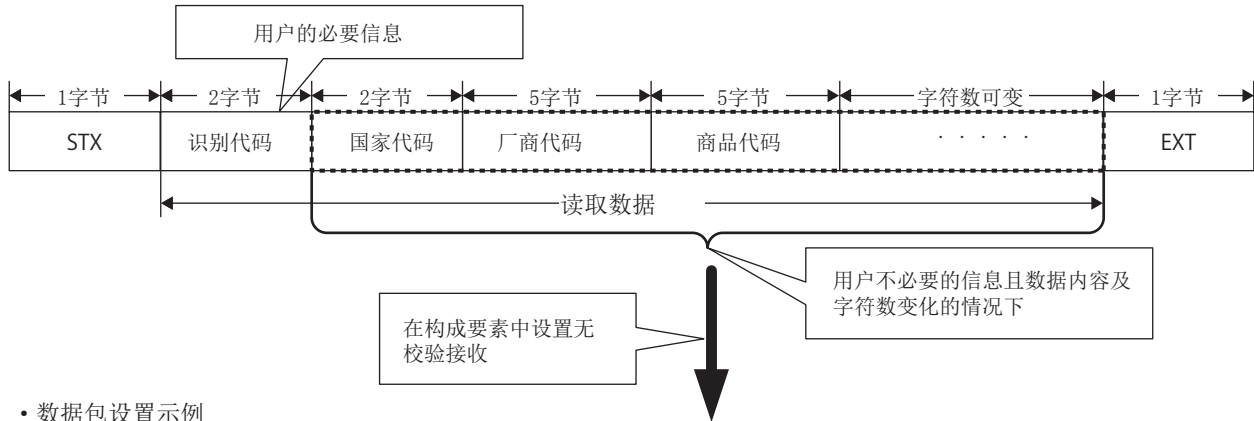 用户的必要信息
1字节 2字节 2字节 5字节 5字节 字符数可变 1字节
STX 识别代码 国家代码 厂商代码 商品代码 ····· EXT
读取数据
用户不必要的信息且数据内容及
字符数变化的情况下
在构成要素中设置无
校验接收
•数据包设置示例